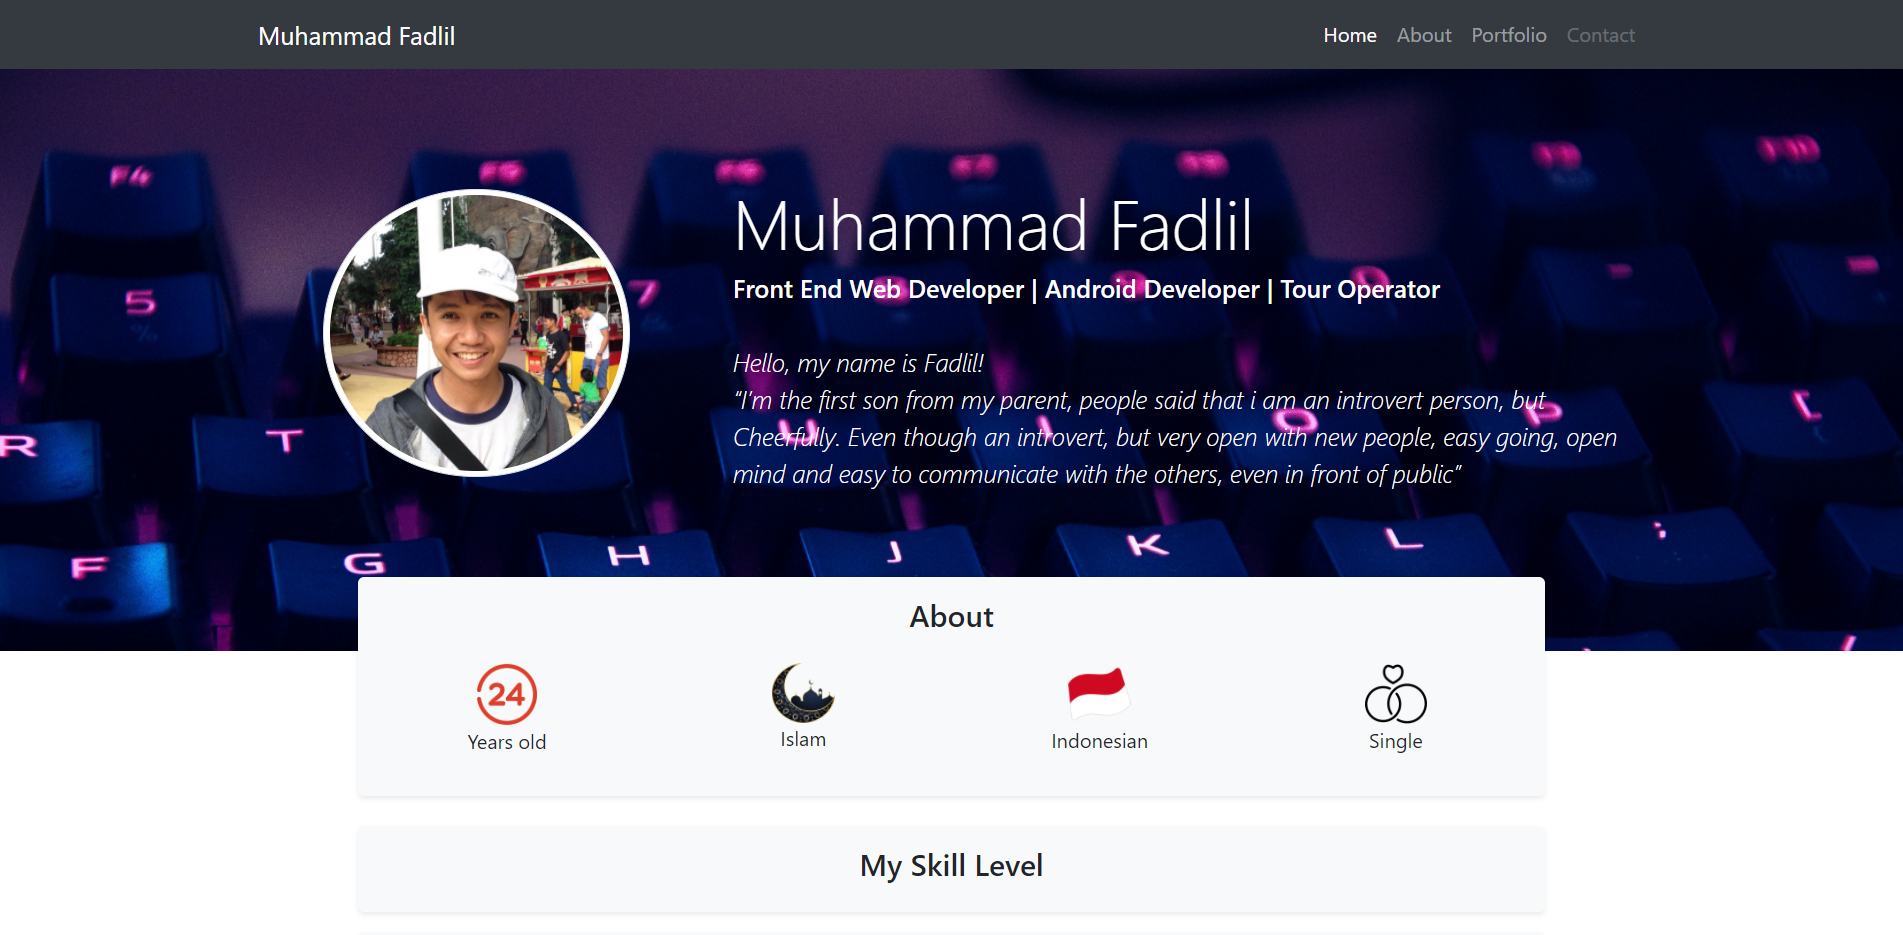 Muhammad Fadlil
Home About Portfolio Contact
F4
5
7
R T U I O P [
F G H J K L ;
Muhammad Fadlil
Front End Web Developer | Android Developer | Tour Operator
Hello, my name is Fadlil!
“I’m the first son from my parent, people said that i am an introvert person, but
Cheerfully. Even though an introvert, but very open with new people, easy going, open
mind and easy to communicate with the others, even in front of public”
About
24
Years old
Islam
Indonesian
Single
My Skill Level